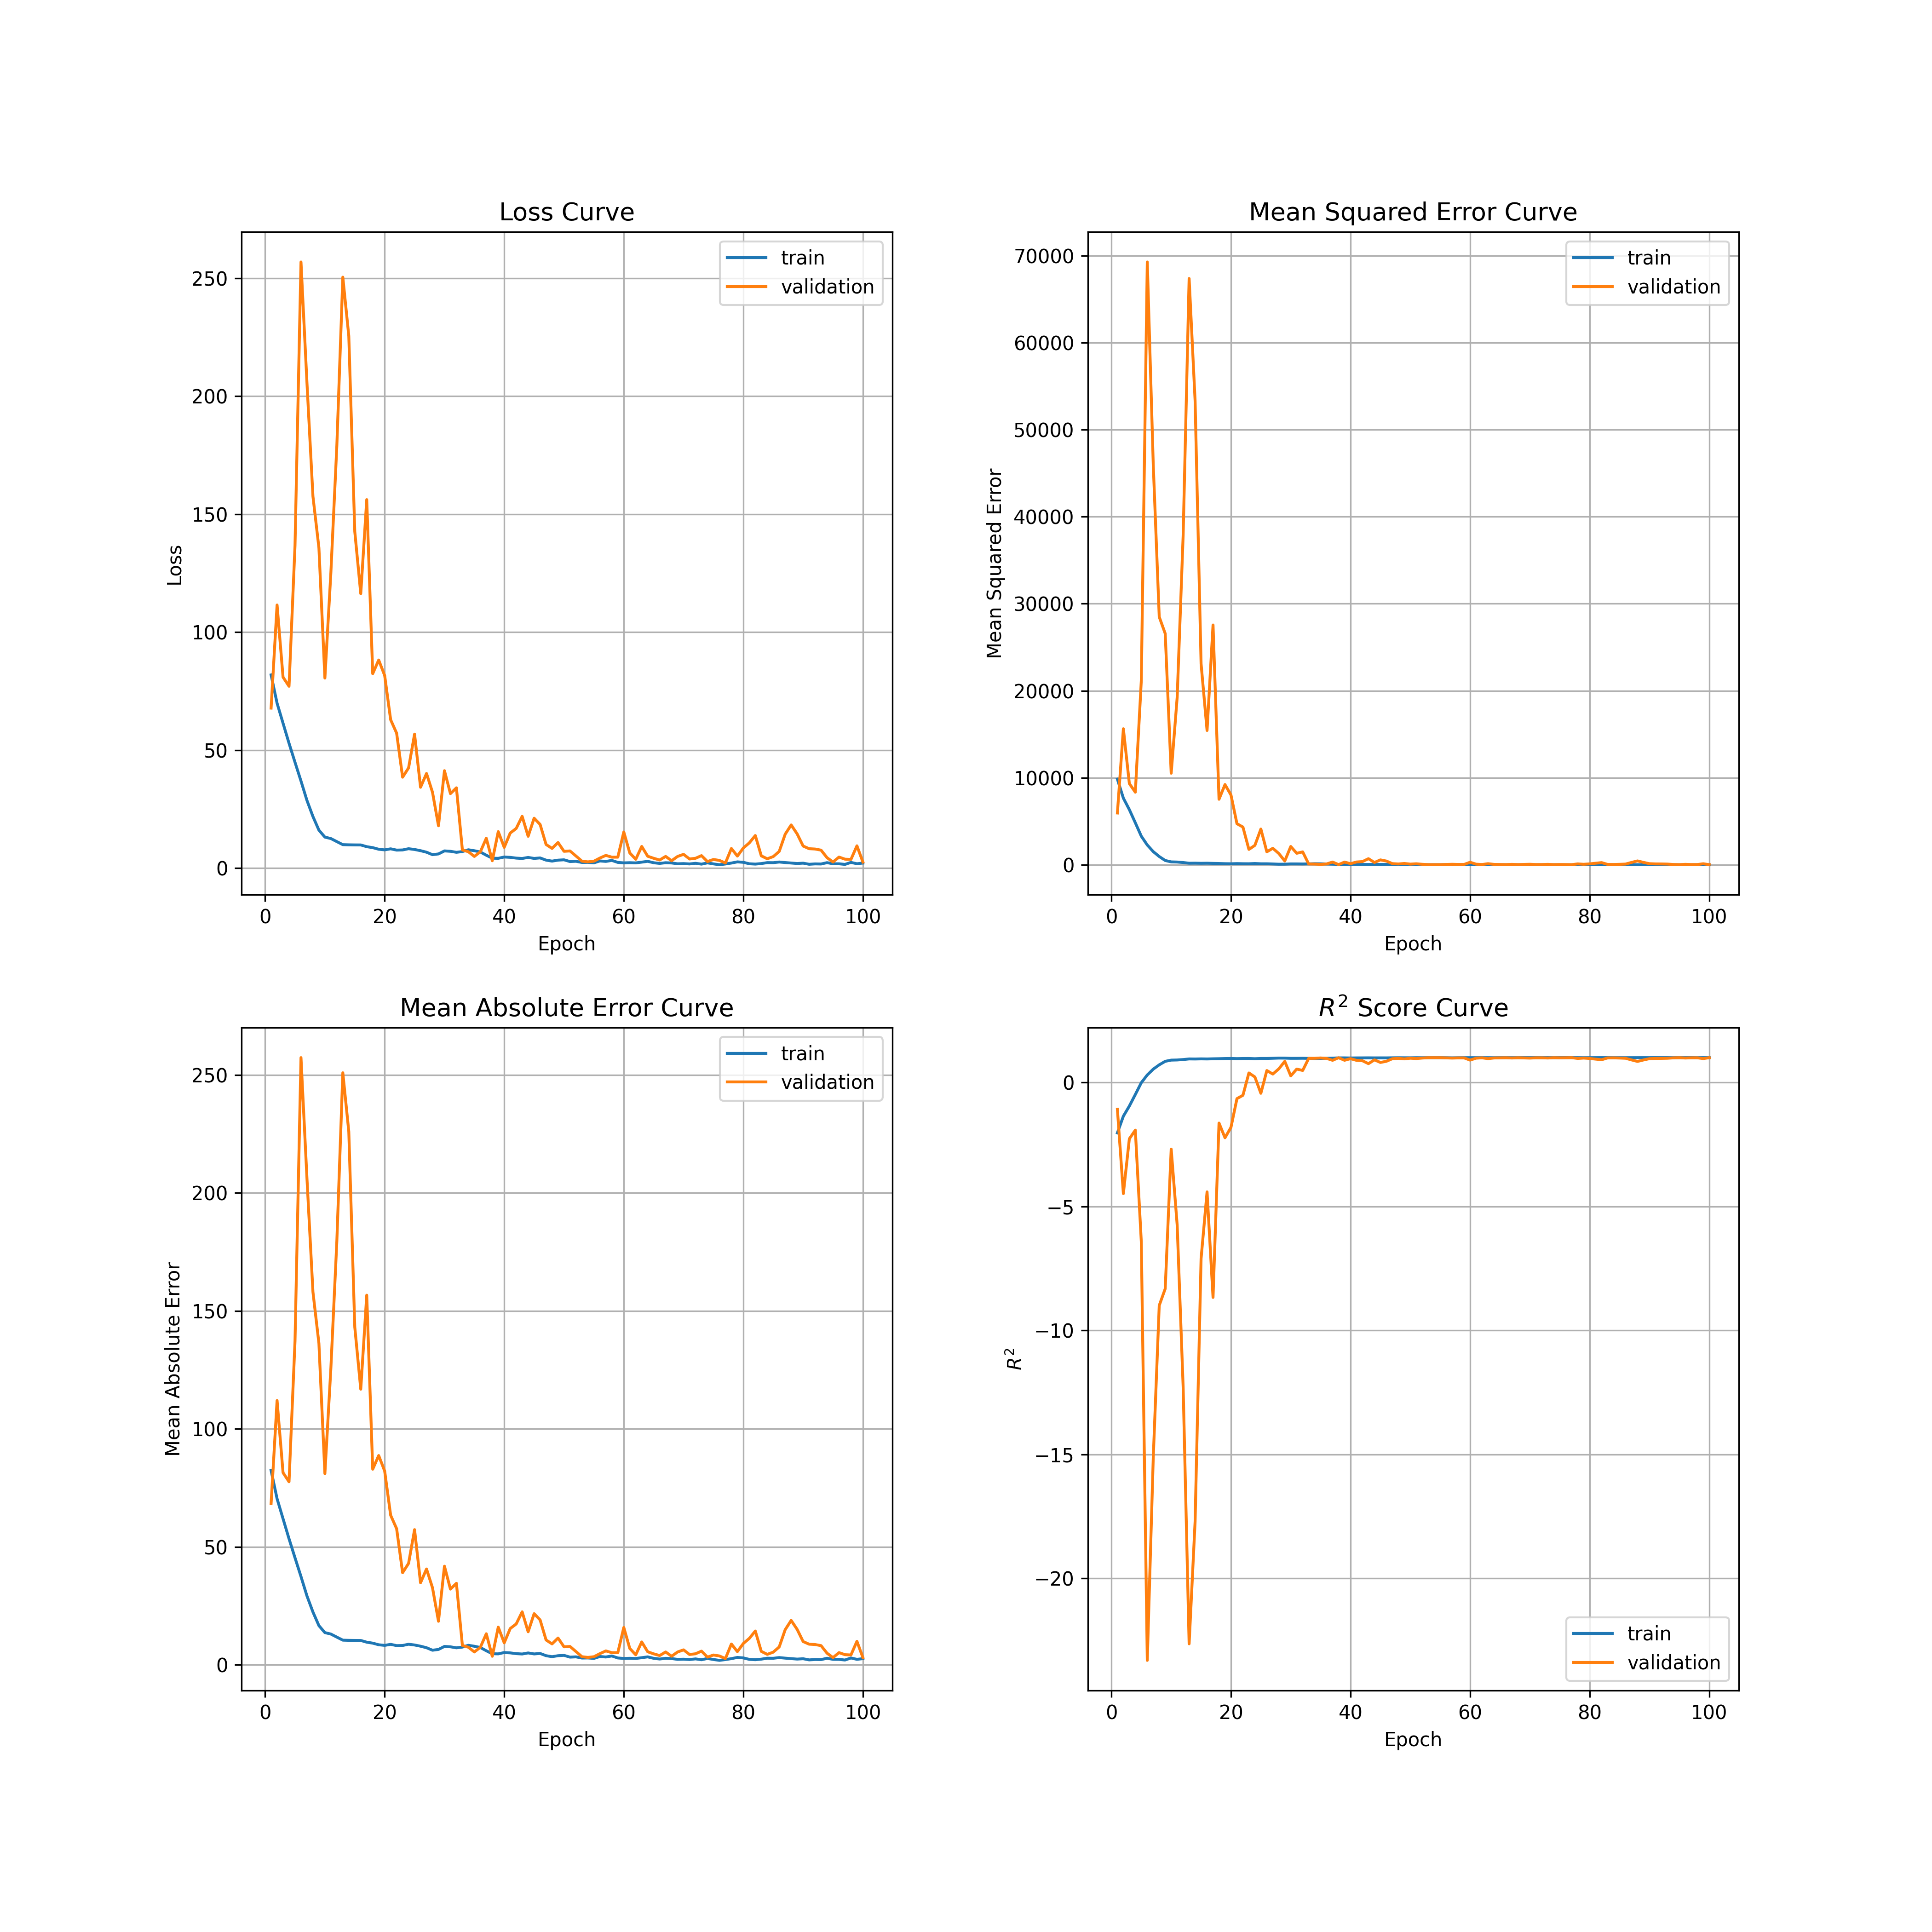 Loss Curve
250
200
150
100
50
0
Loss
0 20 40 60 80 100
Epoch
train
validation
Mean Squared Error Curve
70000
60000
50000
40000
30000
20000
10000
0
Mean Squared Error
0 20 40 60 80 100
Epoch
train
validation
Mean Absolute Error Curve
250
200
150
100
50
0
Mean Absolute Error
0 20 40 60 80 100
Epoch
train
validation
R² Score Curve
0
−5
−10
−15
−20
R²
0 20 40 60 80 100
Epoch
train
validation